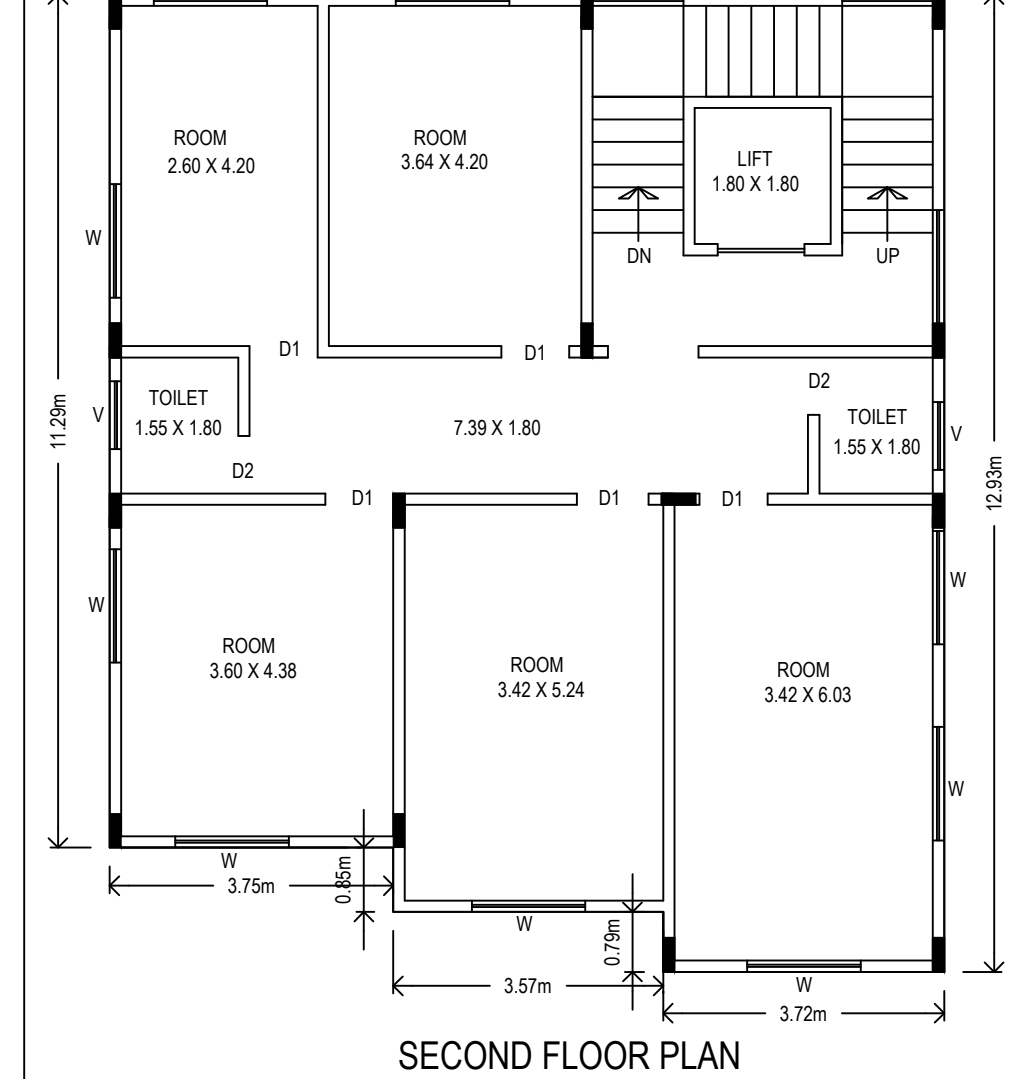 ROOM
2.60 X 4.20
ROOM
3.64 X 4.20
LIFT
1.80 X 1.80
W
DN
UP
D1
D1
D2
TOILET
1.55 X 1.80
V
11.29m
7.39 X 1.80
TOILET
1.55 X 1.80
V
D2
12.93m
D1
D1
D1
W
W
ROOM
3.60 X 4.38
ROOM
3.42 X 5.24
ROOM
3.42 X 6.03
W
W
3.75m
0.85m
W
0.79m
3.57m
W
3.72m
SECOND FLOOR PLAN